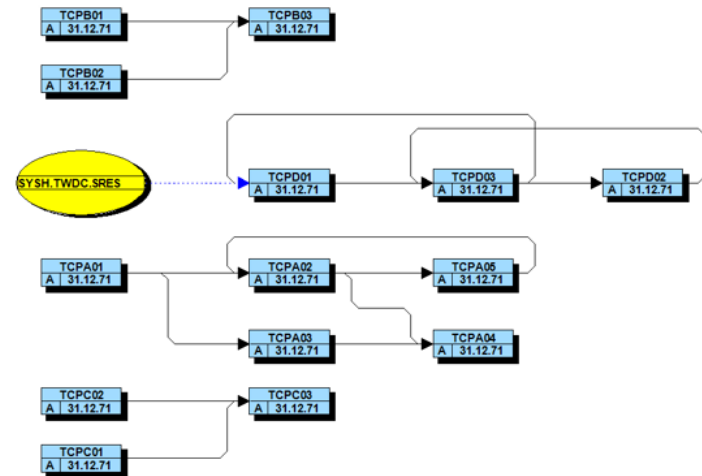 TCPB01
A 31.12.71
TCPB03
A 31.12.71
TCPB02
A 31.12.71
SYSH.TWDC.SRES
TCPD01
A 31.12.71
TCPD03
A 31.12.71
TCPD02
A 31.12.71
TCPA01
A 31.12.71
TCPA02
A 31.12.71
TCPA05
A 31.12.71
TCPA03
A 31.12.71
TCPA04
A 31.12.71
TCPC02
A 31.12.71
TCPC03
A 31.12.71
TCPC01
A 31.12.71